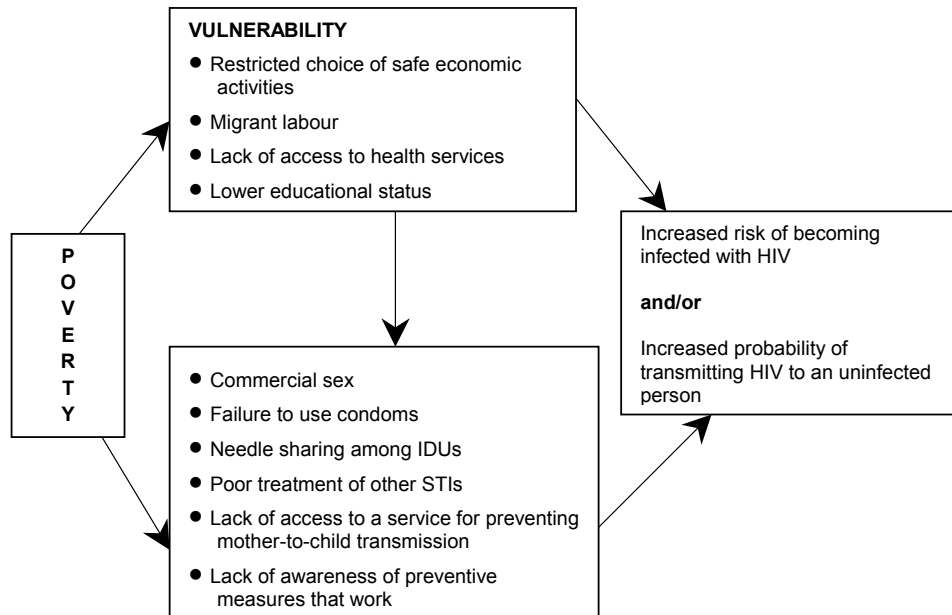 VULNERABILITY
● Restricted choice of safe economic
activities
● Migrant labour
● Lack of access to health services
● Lower educational status
P
O
V
E
R
T
Y
● Commercial sex
● Failure to use condoms
● Needle sharing among IDUs
● Poor treatment of other STIs
● Lack of access to a service for preventing
mother-to-child transmission
● Lack of awareness of preventive
measures that work
Increased risk of becoming
infected with HIV
and/or
Increased probability of
transmitting HIV to an uninfected
person